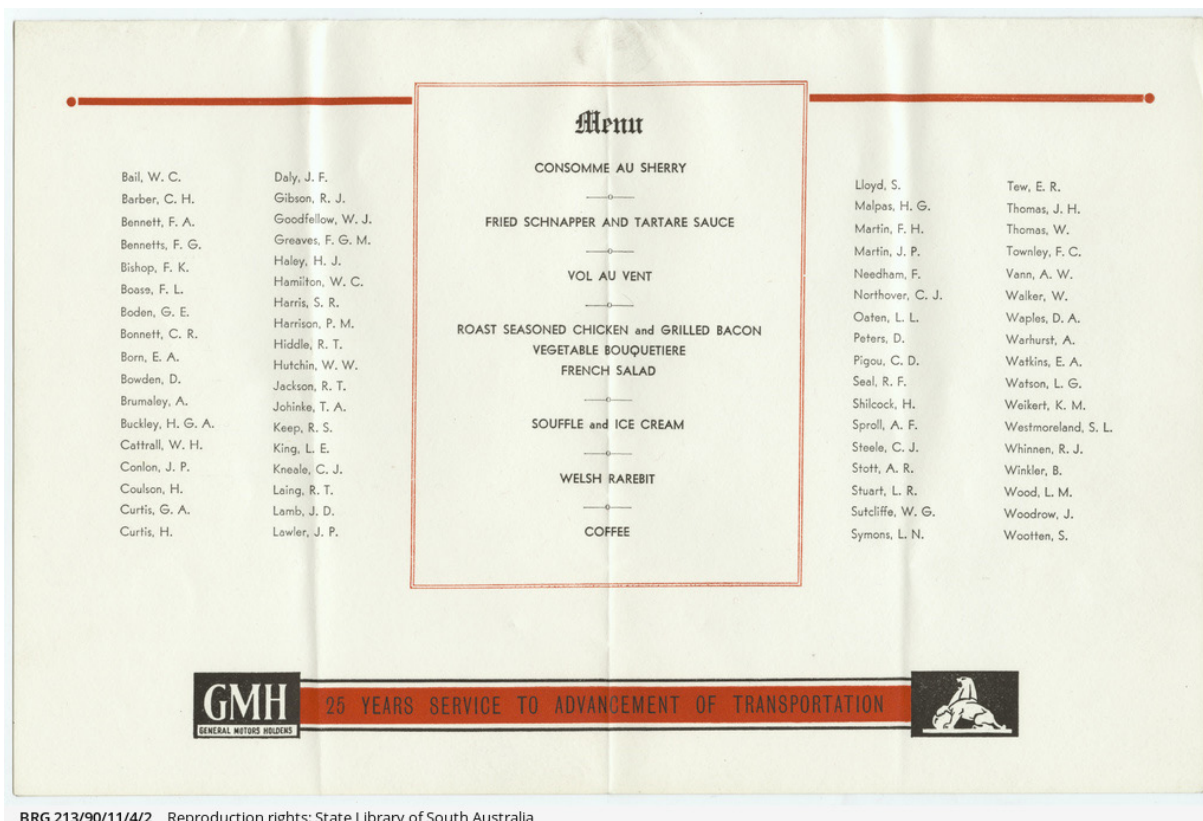 Bail, W. C.
Barber, C. H.
Bennett, F. A.
Bennetts, F. G.
Bishop, F. K.
Boase, F. L.
Boden, G. E.
Bonnett, C. R.
Born, E. A.
Bowden, D.
Brumaley, A.
Buckley, H. G. A.
Cattrall, W. H.
Conlon, J. P.
Coulson, H.
Curtis, G. A.
Curtis, H.
Daly, J. F.
Gibson, R. J.
Goodfellow, W. J.
Greaves, F. G. M.
Haley, H. J.
Hamilton, W. C.
Harris, S. R.
Harrison, P. M.
Hiddle, R. T.
Hutchin, W. W.
Jackson, R. T.
Johinke, T. A.
Keep, R. S.
King, L. E.
Kneale, C. J.
Laing, R. T.
Lamb, J. D.
Lawler, J. P.
Menu
CONSOMME AU SHERRY
FRIED SCHNAPPER AND TARTARE SAUCE
VOL AU VENT
ROAST SEASONED CHICKEN and GRILLED BACON
VEGETABLE BOUQUETIERE
FRENCH SALAD
SOUFFLE and ICE CREAM
WELSH RAREBIT
COFFEE
Lloyd, S.
Malpas, H. G.
Martin, F. H.
Martin, J. P.
Needham, F.
Northover, C. J.
Oaten, L. L.
Peters, D.
Pigou, C. D.
Seal, R. F.
Shilcock, H.
Sproll, A. F.
Steele, C. J.
Stott, A. R.
Stuart, L. R.
Sutcliffe, W. G.
Symons, L. N.
Tew, E. R.
Thomas, J. H.
Thomas, W.
Townley, F. C.
Vann, A. W.
Walker, W.
Waples, D. A.
Warhurst, A.
Watkins, E. A.
Watson, L. G.
Weikert, K. M.
Westmoreland, S. L.
Whinnen, R. J.
Winkler, B.
Wood, L. M.
Woodrow, J.
Wootten, S.
GMH
GENERAL MOTORS HOLDENS
25 YEARS SERVICE TO ADVANCEMENT OF TRANSPORTATION
BRG 213/90/11/4/2 Reproduction rights: State Library of South Australia